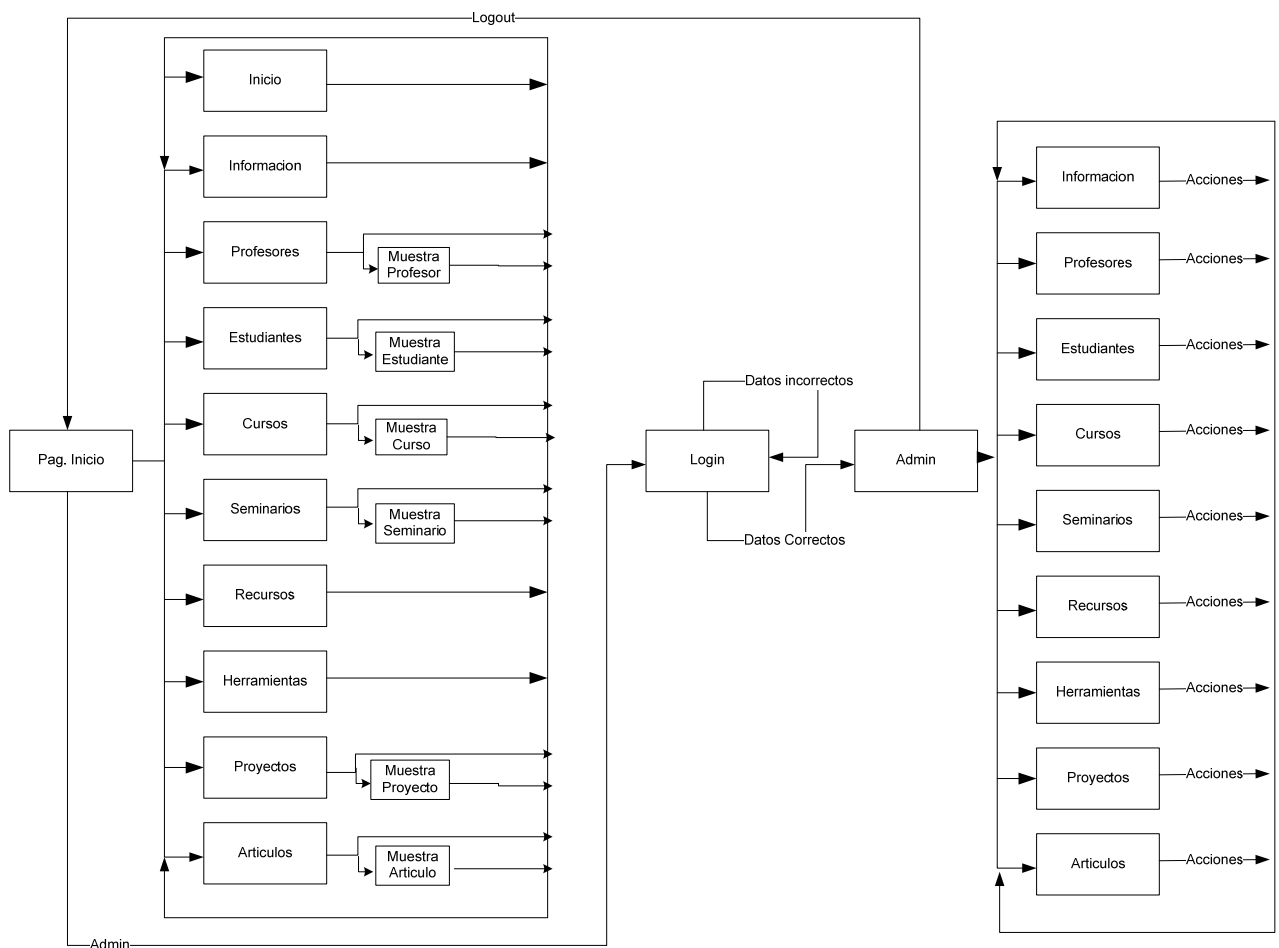 Logout
Inicio
Informacion
Profesores
Muestra
Profesor
Estudiantes
Muestra
Estudiante
Cursos
Muestra
Curso
Pag. Inicio
Seminarios
Muestra
Seminario
Recursos
Herramientas
Proyectos
Muestra
Proyecto
Articulos
Muestra
Articulo
Admin
Datos incorrectos
Login
Datos Correctos
Admin
Informacion
Acciones
Profesores
Acciones
Estudiantes
Acciones
Cursos
Acciones
Seminarios
Acciones
Recursos
Acciones
Herramientas
Acciones
Proyectos
Acciones
Articulos
Acciones